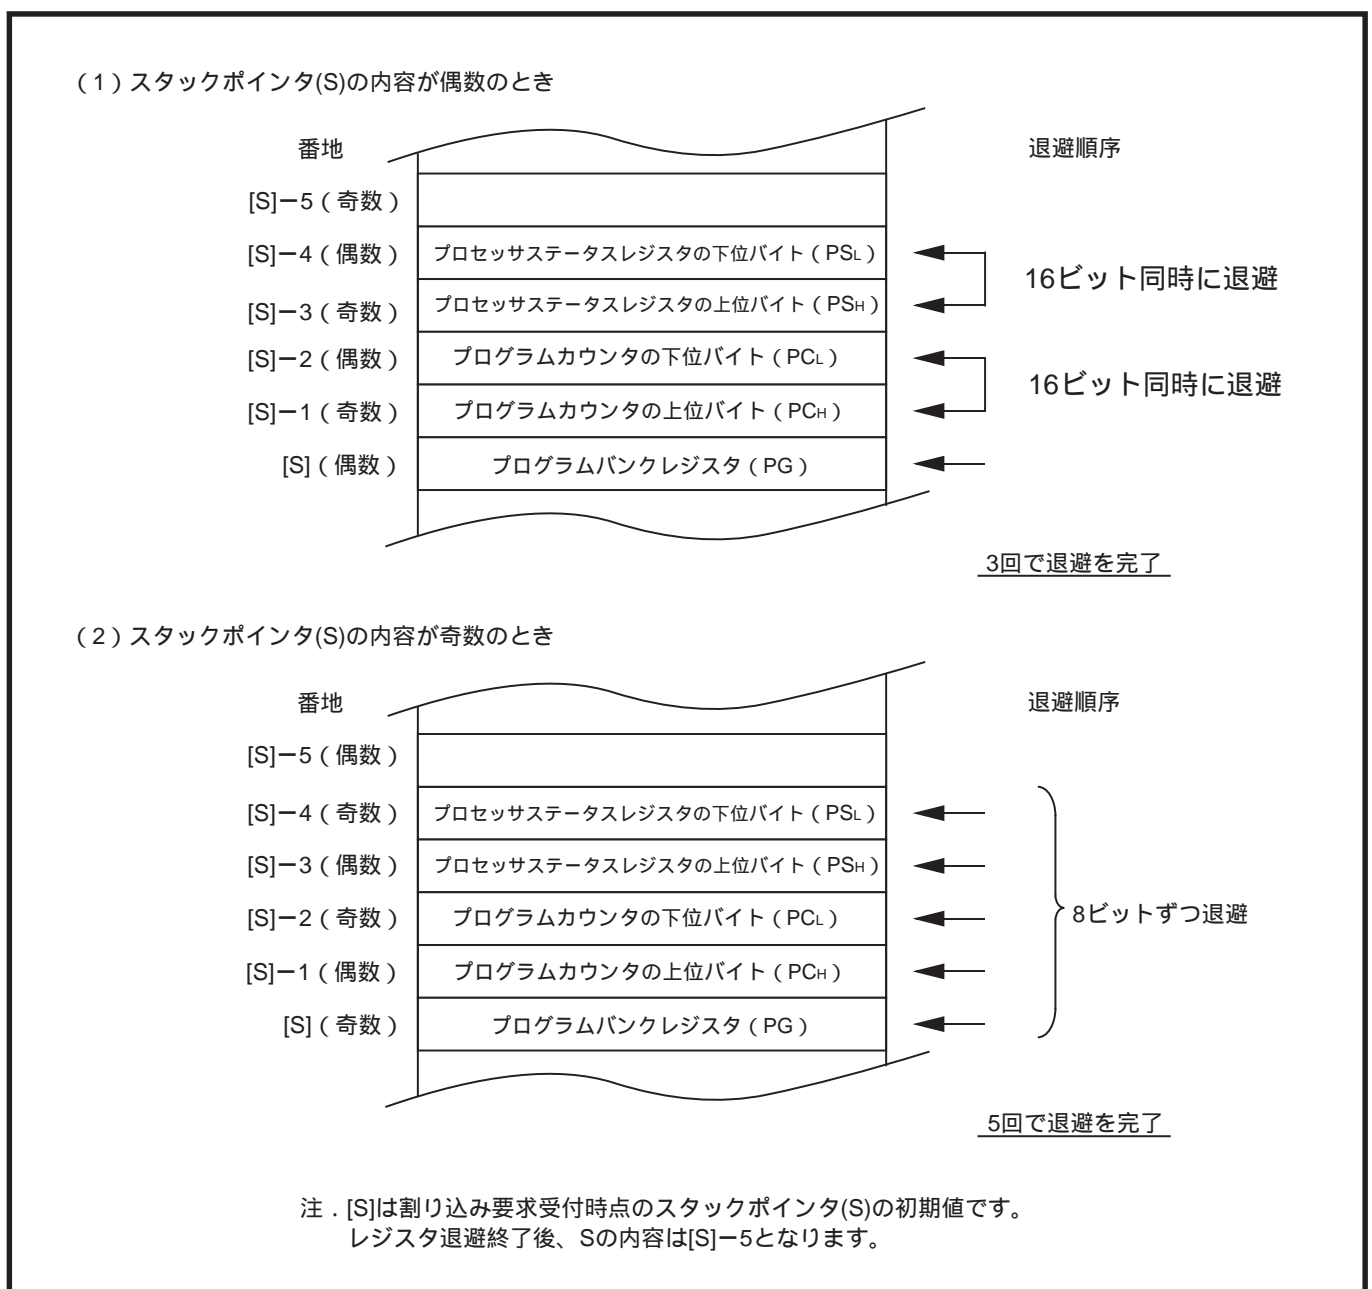 （1）スタックポインタ(S)の内容が偶数のとき
番地
退避順序
[S]ー5（奇数）
[S]ー4（偶数） プロセッサステータスレジスタの下位バイト（PSL）
[S]ー3（奇数） プロセッサステータスレジスタの上位バイト（PSH）
16ビット同時に退避
[S]ー2（偶数） プログラムカウンタの下位バイト（PCL）
[S]ー1（奇数） プログラムカウンタの上位バイト（PCH）
16ビット同時に退避
[S]（偶数） プログラムバンクレジスタ（PG）
3回で退避を完了
（2）スタックポインタ(S)の内容が奇数のとき
番地
退避順序
[S]ー5（偶数）
[S]ー4（奇数） プロセッサステータスレジスタの下位バイト（PSL）
[S]ー3（偶数） プロセッサステータスレジスタの上位バイト（PSH）
[S]ー2（奇数） プログラムカウンタの下位バイト（PCL）
8ビットずつ退避
[S]ー1（偶数） プログラムカウンタの上位バイト（PCH）
[S]（奇数） プログラムバンクレジスタ（PG）
5回で退避を完了
注．[S]は割り込み要求受付時点のスタックポインタ(S)の初期値です。
レジスタ退避終了後、Sの内容は[S]ー5となります。